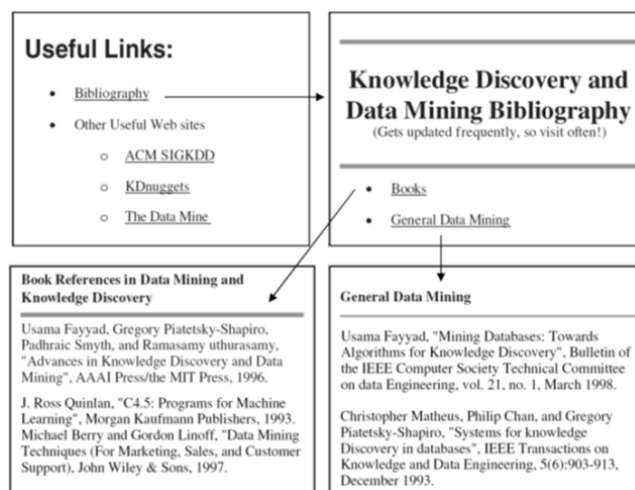 Useful Links:
Bibliography
Other Useful Web sites
ACM SIGKDD
KDnuggets
The Data Mine
Knowledge Discovery and
Data Mining Bibliography
(Gets updated frequently, so visit often!)
Books
General Data Mining
Book References in Data Mining and
Knowledge Discovery
Usama Fayyad, Gregory Piatetsky-Shapiro,
Padhraic Smyth, and Ramasamy uthurasamy,
"Advances in Knowledge Discovery and Data
Mining", AAAI Press/the MIT Press, 1996.
J. Ross Quinlan, "C4.5: Programs for Machine
Learning", Morgan Kaufmann Publishers, 1993.
Michael Berry and Gordon Linoff, "Data Mining
Techniques (For Marketing, Sales, and Customer
Support), John Wiley & Sons, 1997.
General Data Mining
Usama Fayyad, "Mining Databases: Towards
Algorithms for Knowledge Discovery", Bulletin of
the IEEE Computer Society Technical Committee
on data Engineering, vol. 21, no. 1, March 1998.
Christopher Matheus, Philip Chan, and Gregory
Piatetsky-Shapiro, "Systems for knowledge
Discovery in databases", IEEE Transactions on
Knowledge and Data Engineering, 5(6):903-913,
December 1993.